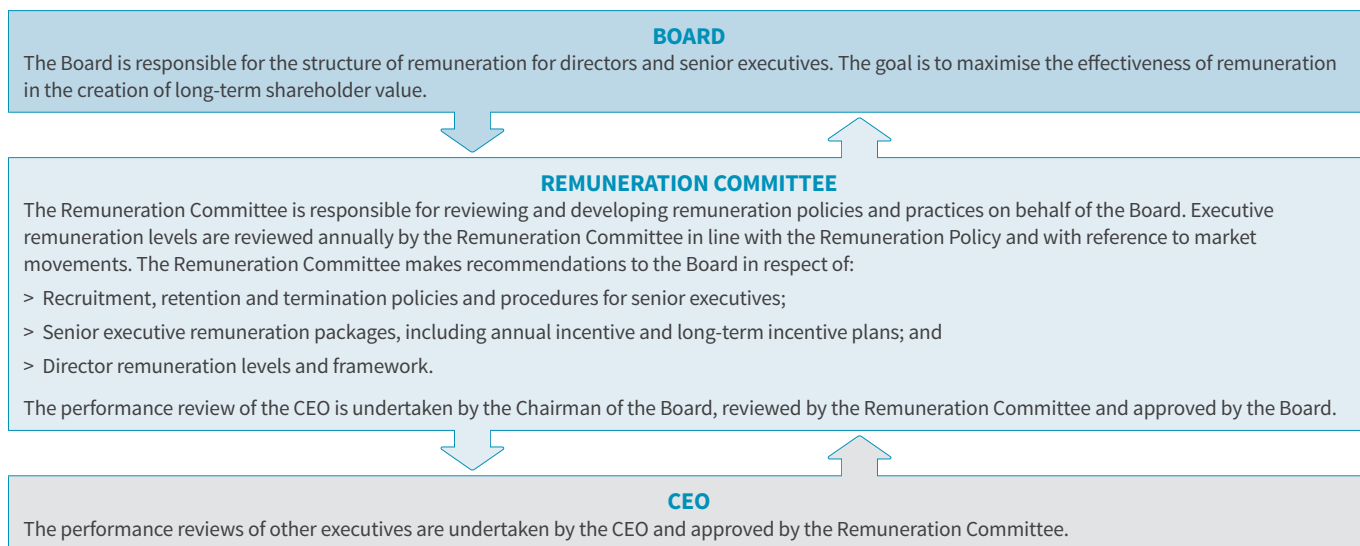 BOARD
The Board is responsible for the structure of remuneration for directors and senior executives. The goal is to maximise the effectiveness of remuneration
in the creation of long-term shareholder value.
REMUNERATION COMMITTEE
The Remuneration Committee is responsible for reviewing and developing remuneration policies and practices on behalf of the Board. Executive
remuneration levels are reviewed annually by the Remuneration Committee in line with the Remuneration Policy and with reference to market
movements. The Remuneration Committee makes recommendations to the Board in respect of:
> Recruitment, retention and termination policies and procedures for senior executives;
> Senior executive remuneration packages, including annual incentive and long-term incentive plans; and
> Director remuneration levels and framework.
The performance review of the CEO is undertaken by the Chairman of the Board, reviewed by the Remuneration Committee and approved by the Board.
CEO
The performance reviews of other executives are undertaken by the CEO and approved by the Remuneration Committee.